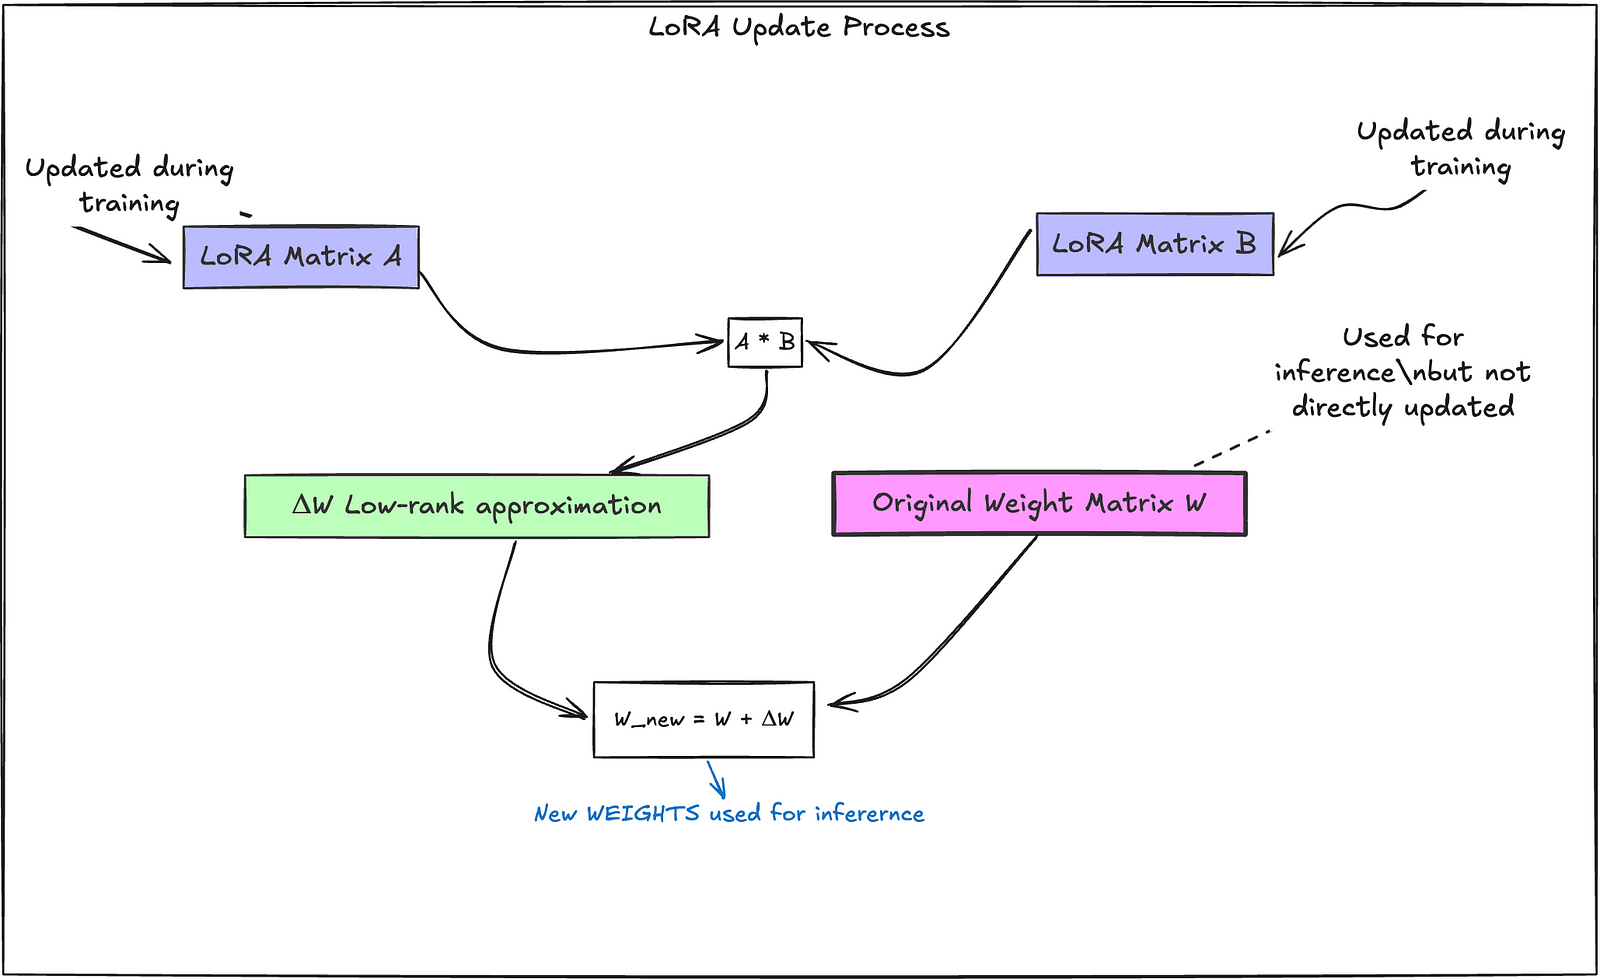 LoRA Update Process
Updated during
training
Updated during
training
LoRA Matrix A
LoRA Matrix B
A * B
Used for
inference\nbut not
directly updated
ΔW Low-rank approximation
Original Weight Matrix W
W_new = W + ΔW
New WEIGHTS used for inferernce